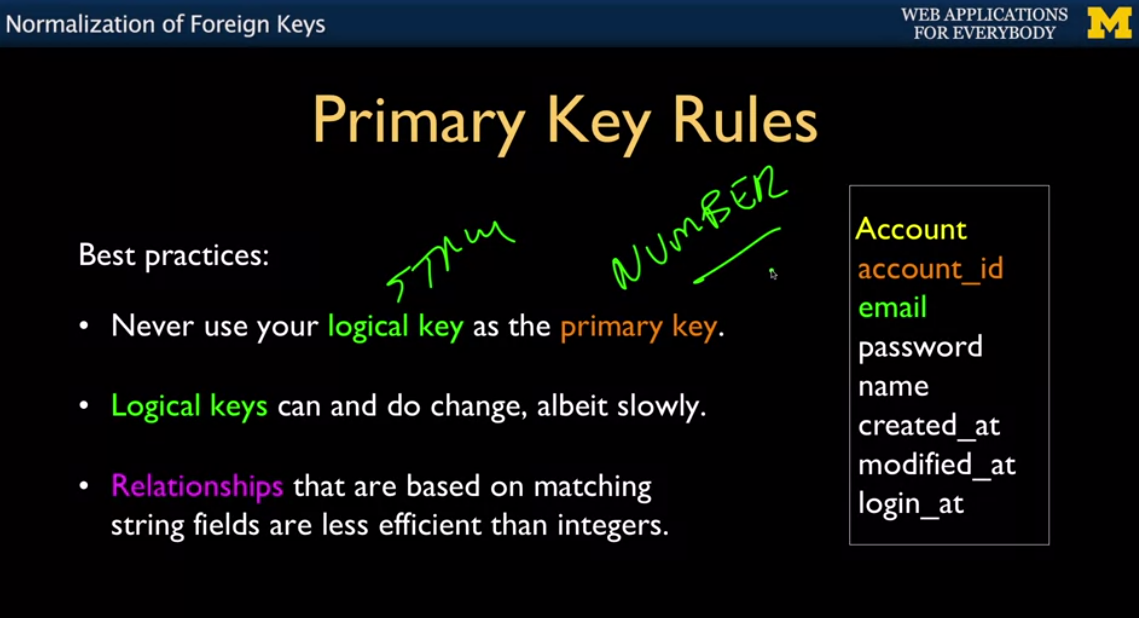 Normalization of Foreign Keys
WEB APPLICATIONS
FOR EVERYBODY
M
Primary Key Rules
NUMBER
Best practices:
• Never use your logical key as the primary key.
• Logical keys can and do change, albeit slowly.
• Relationships that are based on matching
string fields are less efficient than integers.
Account
account_id
email
password
name
created_at
modified_at
login_at